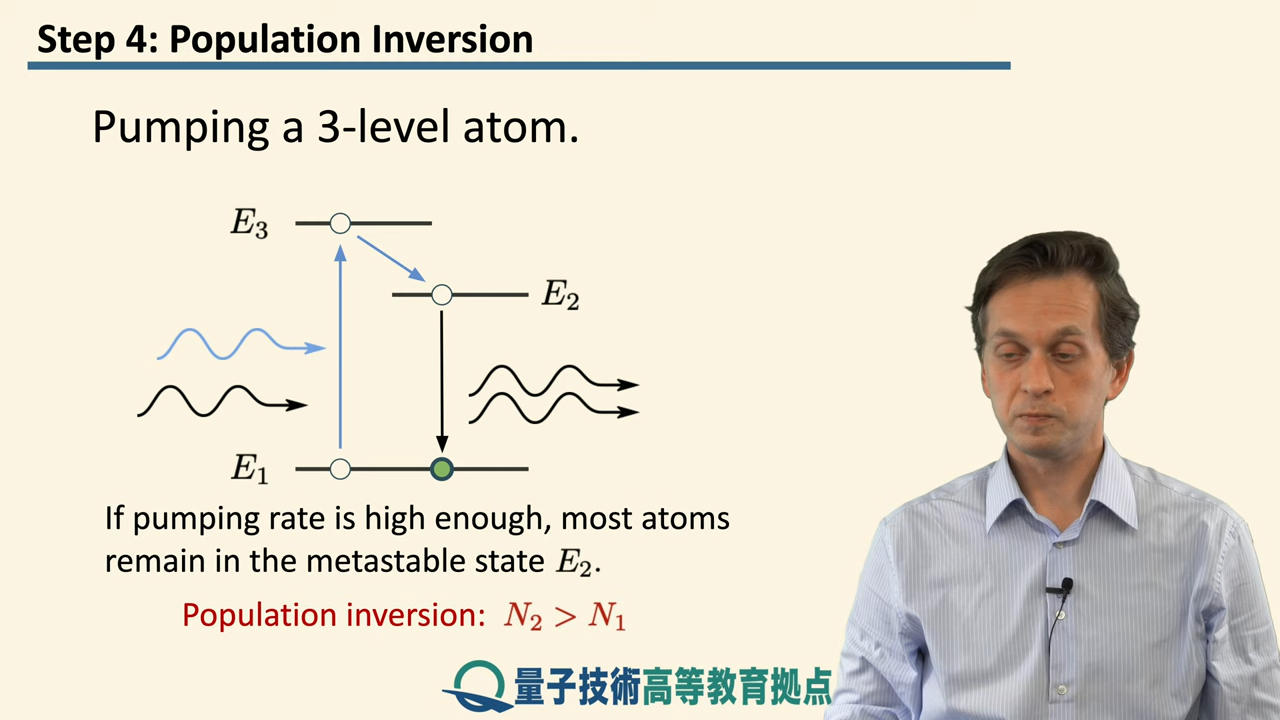 Step 4: Population Inversion
Pumping a 3-level atom.
E₃
E₂
E₁
If pumping rate is high enough, most atoms
remain in the metastable state E₂.
Population inversion: N₂ > N₁
量子技術高等教育拠点